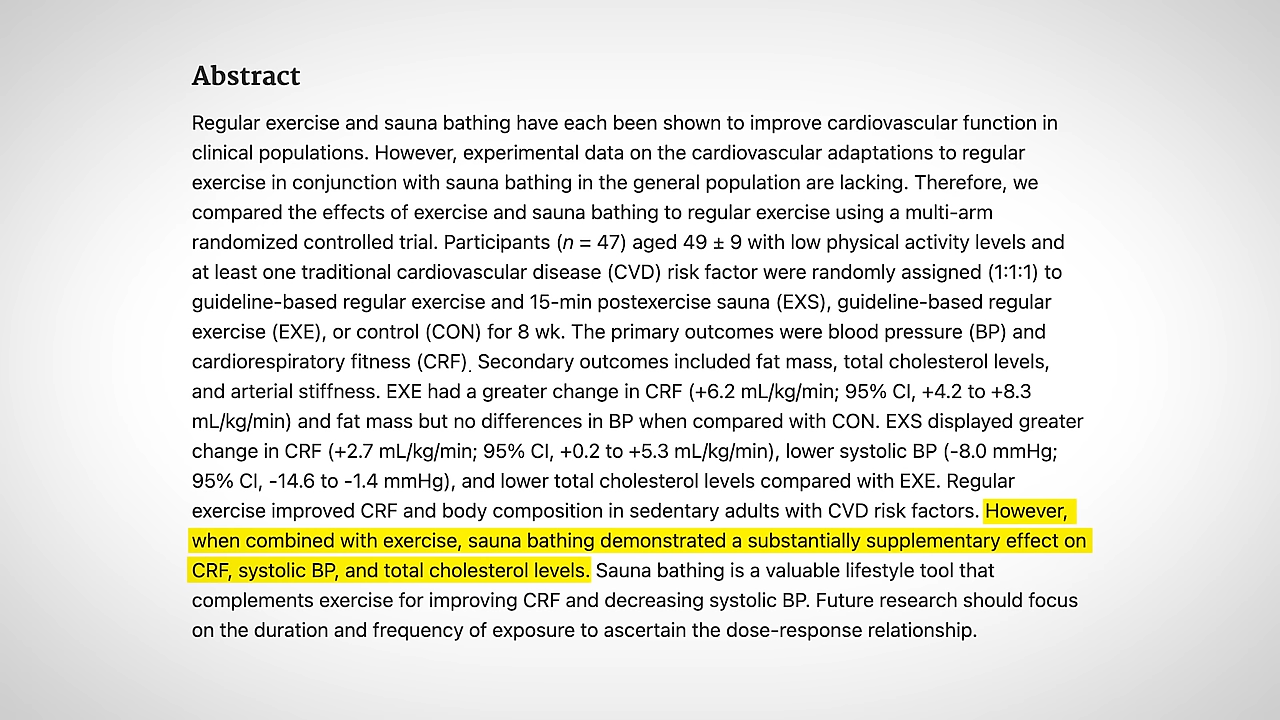 Abstract
Regular exercise and sauna bathing have each been shown to improve cardiovascular function in
clinical populations. However, experimental data on the cardiovascular adaptations to regular
exercise in conjunction with sauna bathing in the general population are lacking. Therefore, we
compared the effects of exercise and sauna bathing to regular exercise using a multi-arm
randomized controlled trial. Participants (n = 47) aged 49 ± 9 with low physical activity levels and
at least one traditional cardiovascular disease (CVD) risk factor were randomly assigned (1:1:1) to
guideline-based regular exercise and 15-min postexercise sauna (EXS), guideline-based regular
exercise (EXE), or control (CON) for 8 wk. The primary outcomes were blood pressure (BP) and
cardiorespiratory fitness (CRF). Secondary outcomes included fat mass, total cholesterol levels,
and arterial stiffness. EXE had a greater change in CRF (+6.2 mL/kg/min; 95% CI, +4.2 to +8.3
mL/kg/min) and fat mass but no differences in BP when compared with CON. EXS displayed greater
change in CRF (+2.7 mL/kg/min; 95% CI, +0.2 to +5.3 mL/kg/min), lower systolic BP (-8.0 mmHg;
95% CI, -14.6 to -1.4 mmHg), and lower total cholesterol levels compared with EXE. Regular
exercise improved CRF and body composition in sedentary adults with CVD risk factors. However,
when combined with exercise, sauna bathing demonstrated a substantially supplementary effect on
CRF, systolic BP, and total cholesterol levels. Sauna bathing is a valuable lifestyle tool that
complements exercise for improving CRF and decreasing systolic BP. Future research should focus
on the duration and frequency of exposure to ascertain the dose-response relationship.